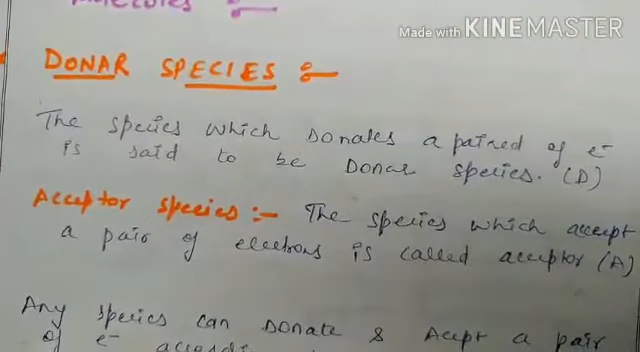 Made with KINEMASTER
DONAR SPECIES :-
The species which Donates a paired of e-
is said to be Donar species. (D)
Acceptor species :- The species which accept
a pair of electrons is called acceptor (A)
Any species can Donate & Accept a pair
of e-